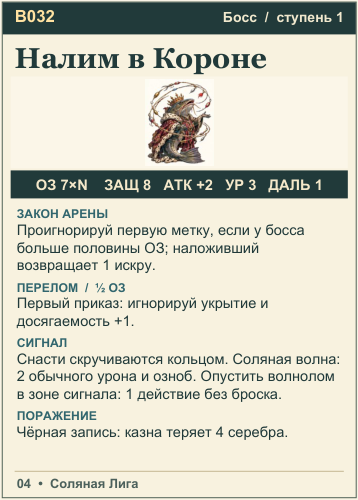 B032
Босс / ступень 1
Налим в Короне
ОЗ 7×N ЗАЩ 8 АТК +2 УР 3 ДАЛЬ 1
ЗАКОН АРЕНЫ
Проигнорируй первую метку, если у босса
больше половины ОЗ; наложивший
возвращает 1 искру.
ПЕРЕЛОМ / ½ ОЗ
Первый приказ: игнорируй укрытие и
досягаемость +1.
СИГНАЛ
Снасти скручиваются кольцом. Соляная волна:
2 обычного урона и озноб. Опустить волнолом
в зоне сигнала: 1 действие без броска.
ПОРАЖЕНИЕ
Чёрная запись: казна теряет 4 серебра.
04 • Соляная Лига